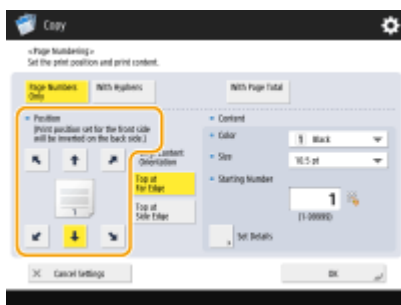 Copy
<Page Numbering>
Set the print position and print content.
Page Numbers Only
With Hyphens
With Page Total
Position
(Print position set for the front side
will be inverted on the back side.)
Content
Orientation
Top at
Far Edge
Top at
Side Edge
1
Content
Color
1 Black
Size
10.5 pt
Starting Number
1
(1-99999)
Set Details
× Cancel Settings
OK